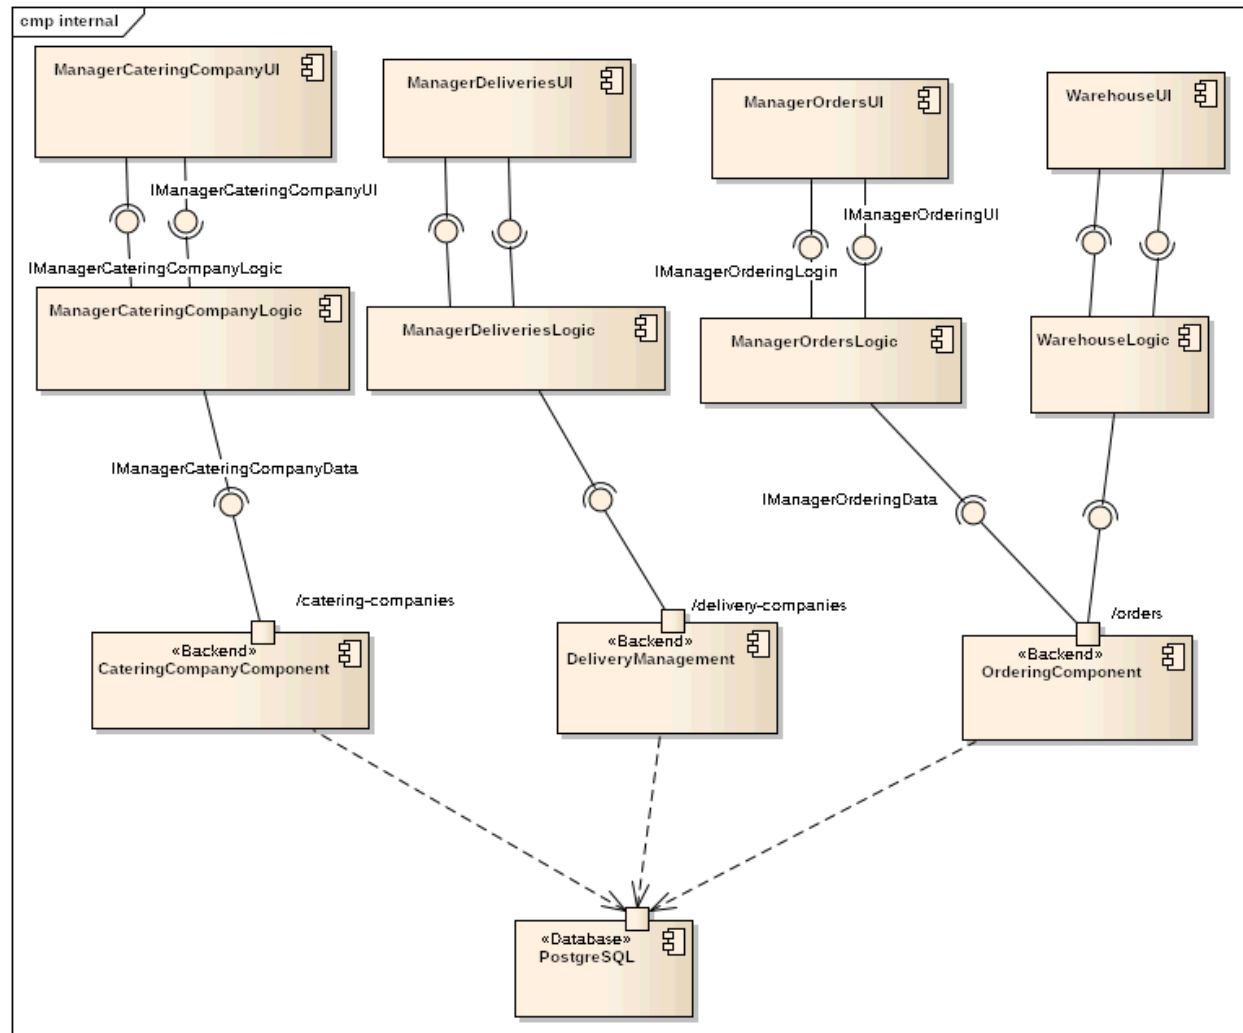 cmp internal
ManagerCateringCompanyUI
ManagerDeliveriesUI
ManagerOrdersUI
WarehouseUI
IManagerCateringCompanyUI
IManagerOrderingUI
IManagerCateringCompanyLogic
IManagerOrderingLogin
ManagerCateringCompanyLogic
ManagerDeliveriesLogic
ManagerOrdersLogic
WarehouseLogic
IManagerCateringCompanyData
IManagerOrderingData
/catering-companies
/delivery-companies
/orders
«Backend»
CateringCompanyComponent
«Backend»
DeliveryManagement
«Backend»
OrderingComponent
«Database»
PostgreSQL